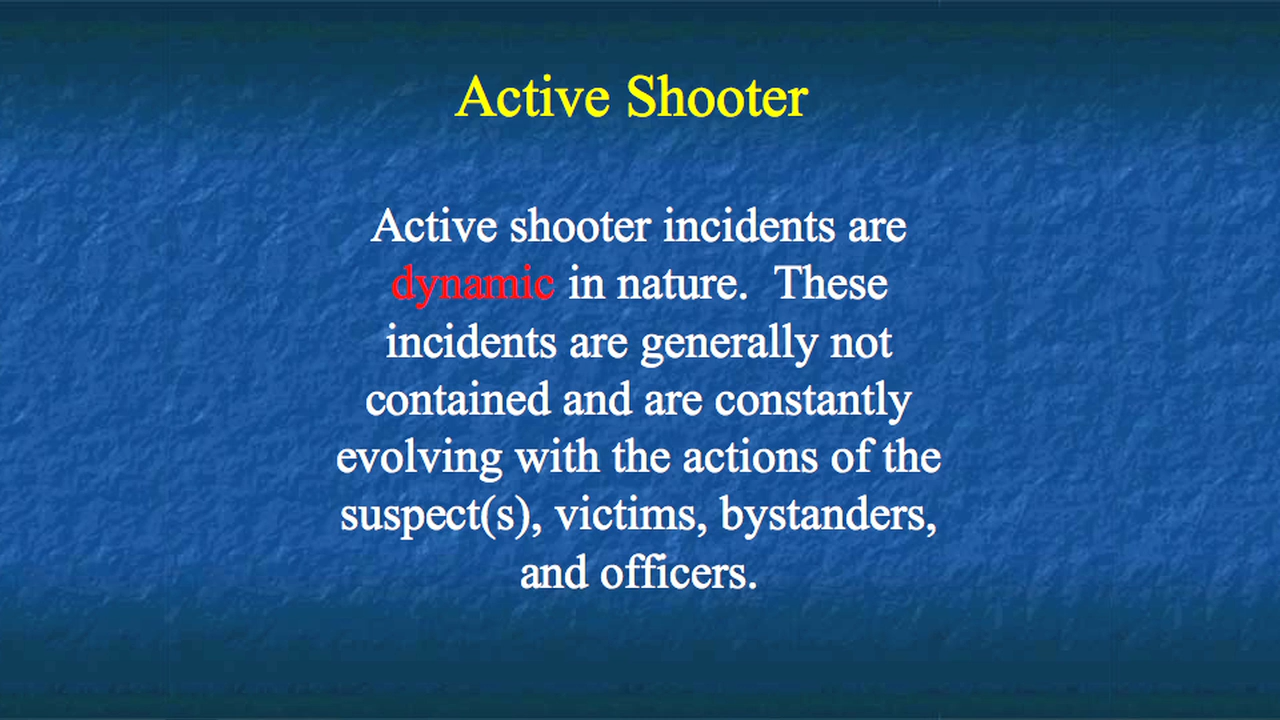 Active Shooter
Active shooter incidents are
dynamic in nature.  These
incidents are generally not
contained and are constantly
evolving with the actions of the
suspect(s), victims, bystanders,
and officers.